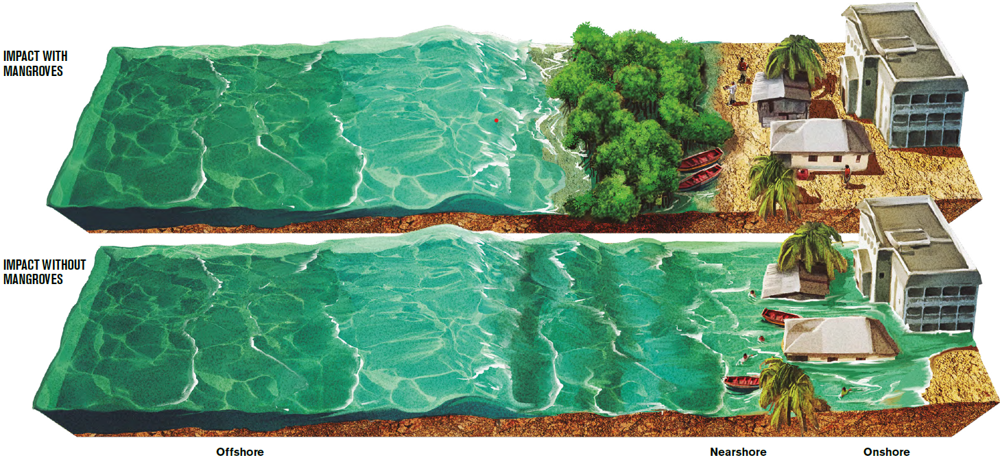 IMPACT WITH
MANGROVES
IMPACT WITHOUT
MANGROVES
Offshore
Nearshore
Onshore